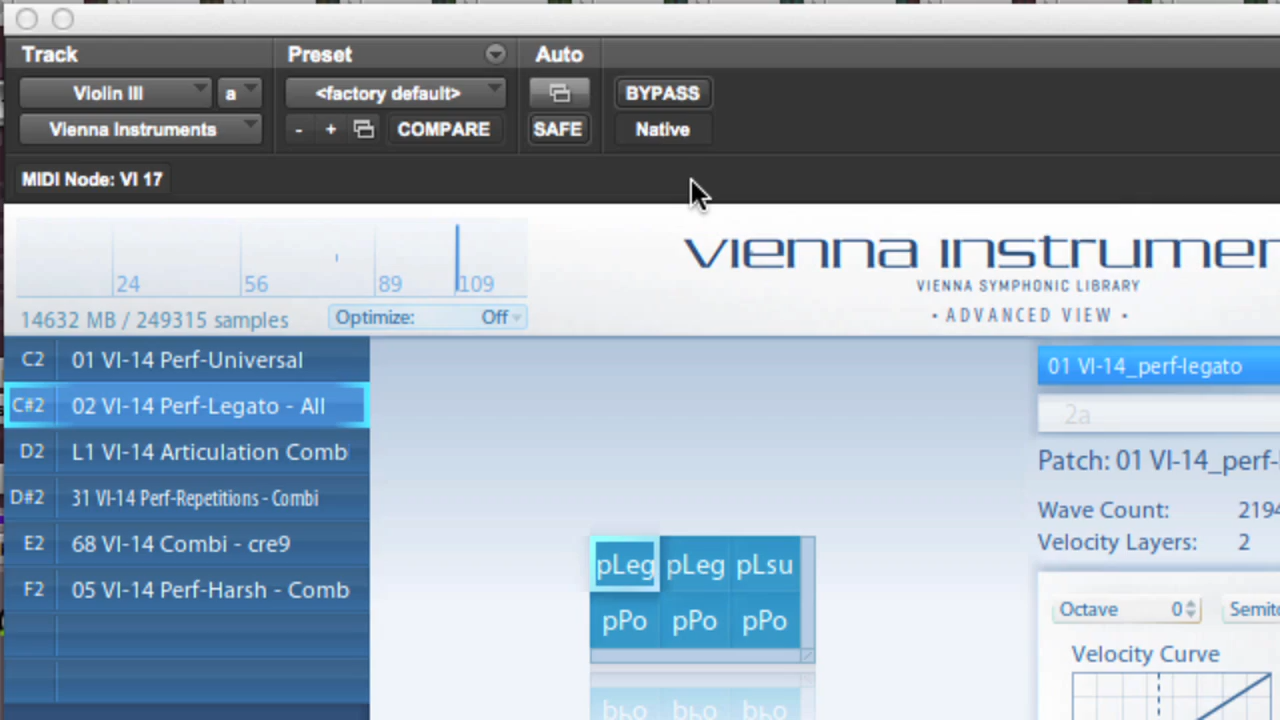 Track
Preset
Auto
Violin III
a
<factory default>
BYPASS
Vienna Instruments
- +
COMPARE
SAFE
Native
MIDI Node: VI 17
24
56
89
109
14632 MB / 249315 samples
Optimize:
Off
vienna instrumen
VIENNA SYMPHONIC LIBRARY
· ADVANCED VIEW ·
C2 01 VI-14 Perf-Universal
C#2 02 VI-14 Perf-Legato - All
D2 L1 VI-14 Articulation Comb
D#2 31 VI-14 Perf-Repetitions - Combi
E2 68 VI-14 Combi - cre9
F2 05 VI-14 Perf-Harsh - Comb
pLeg pLeg pLsu
pPo pPo pPo
01 VI-14_perf-legato
2a
Patch: 01 VI-14_perf-
Wave Count: 2194
Velocity Layers: 2
Octave 0
Semito
Velocity Curve